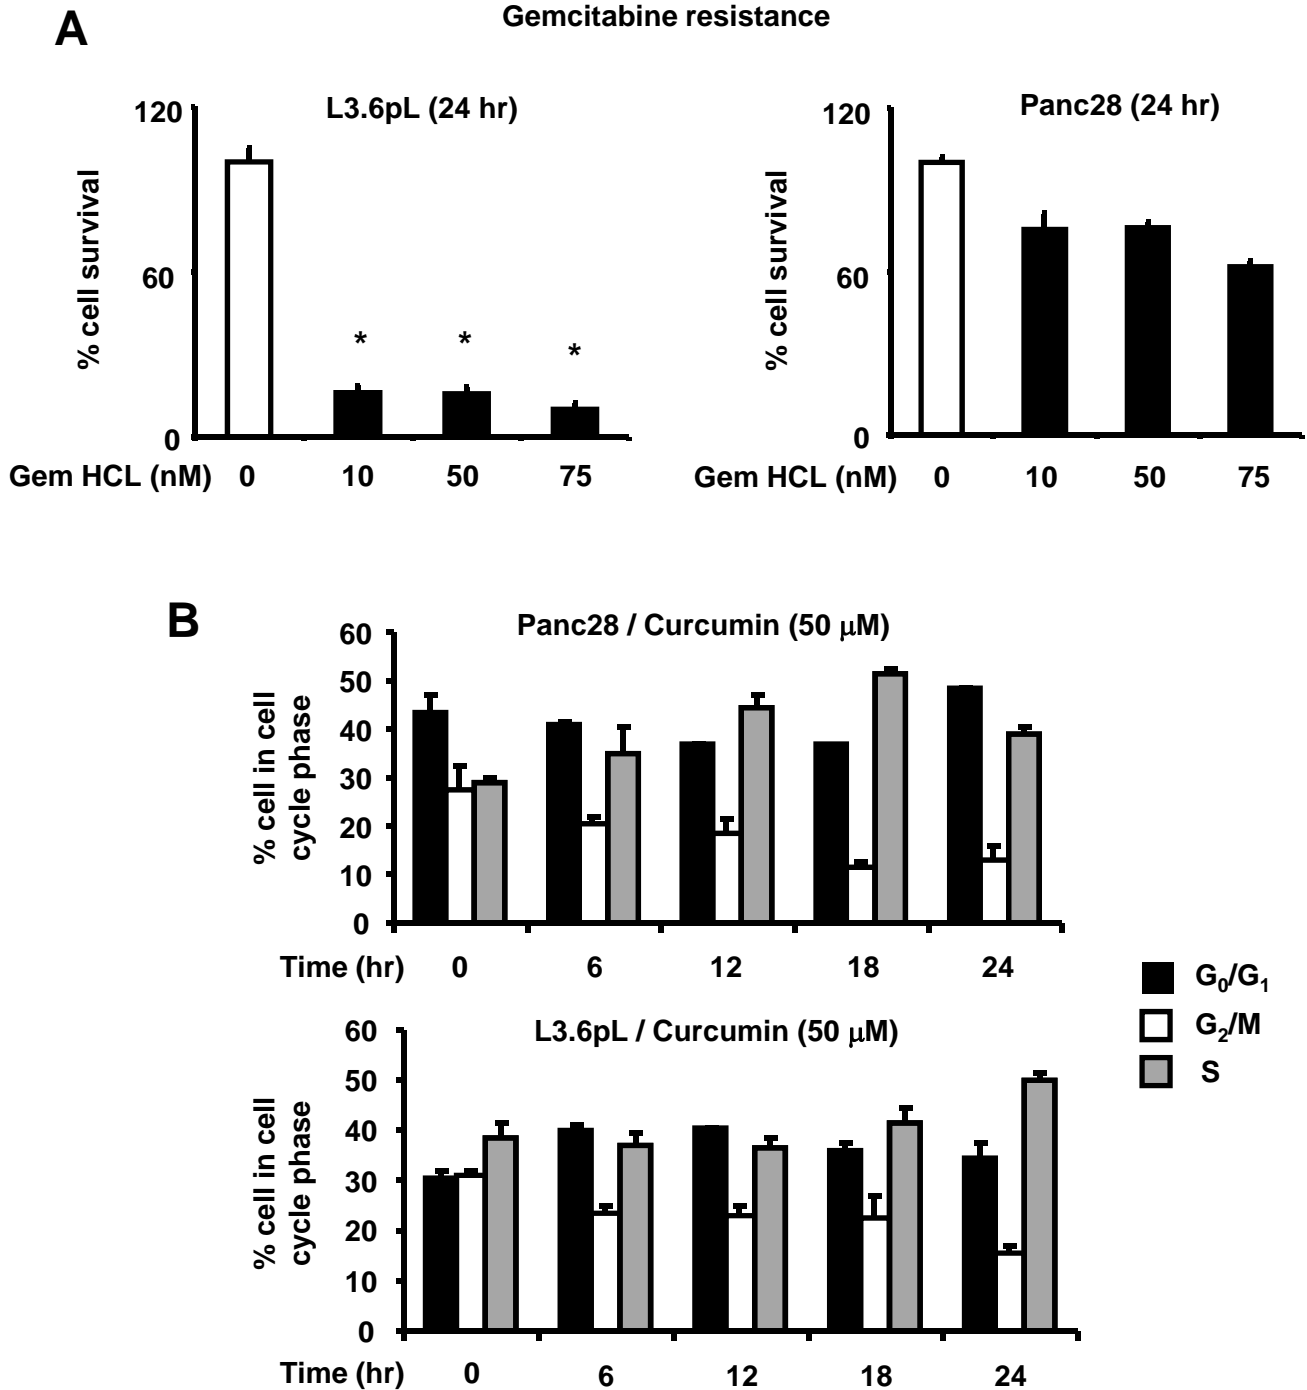 Gemcitabine resistance
A
L3.6pL (24 hr)
120
60
0
% cell survival
* * *
Gem HCL (nM) 0 10 50 75
Panc28 (24 hr)
120
60
0
% cell survival
Gem HCL (nM) 0 10 50 75
B
Panc28 / Curcumin (50 μM)
60
50
40
30
20
10
0
% cell in cell
cycle phase
Time (hr) 0 6 12 18 24
L3.6pL / Curcumin (50 μM)
60
50
40
30
20
10
0
% cell in cell
cycle phase
Time (hr) 0 6 12 18 24
G₀/G₁
G₂/M
S